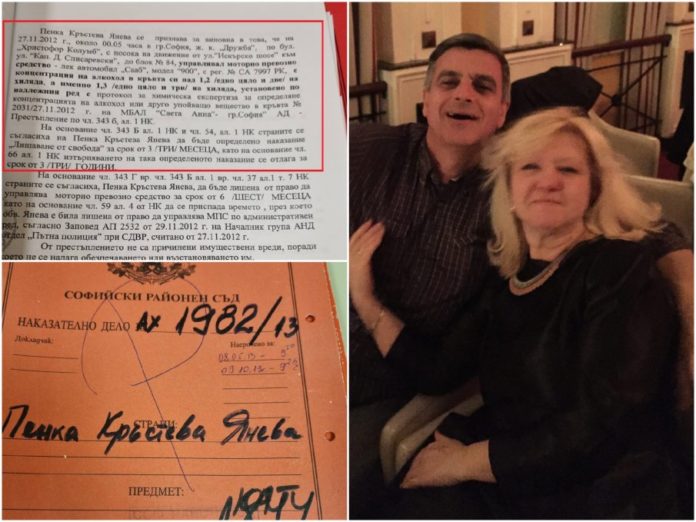 Пенка Кръстева Янева се признава за виновна в това, че на
27.11.2012 г., около 00.05 часа в гр.София, ж. к. „Дружба", по бул.
„Христофор Колумб", с посока на движение от ул."Искърско шосе" към
ул. "Кап. Д. Списаревски", до блок № 84, управлявала моторно превозно
средство - лек автомобил „Сааб", модел "900", с рег. № СА 7997 РК, с
концентрация на алкохол в кръвта си над 1,2 /едно цяло и две/ на
хиляда, а именно 1,3 /едно цяло и три/ на хиляда, установено по
надлежния ред с протокол за химическа експертиза за определяне
концентрацията на алкохол или друго упойващо вещество в кръвта №
2031/27.11.2012 г. на МБАЛ "Света Анна"- гр.София АД -
Престъпление по чл. 343 б, ал. 1 НК.
На основание чл. 343 Б ал. 1 НК и чл. 54, ал. 1 НК страните се
съгласиха на Пенка Кръстева Янева да бъде определено наказание
„Лишаване от свобода" за срок от 3 /ТРИ/ МЕСЕЦА, като на основание чл.
66 ал. 1 НК изтърпяването на така определеното наказание се отлага за
срок от 3 /ТРИ/ ГОДИНИ
На основание чл. 343 Г вр. 343 Б ал. 1 вр. чл. 37 ал.1 т. 7 НК
страните се съгласиха, Пенка Кръстева Янева, да бъде лишена от право да
управлява моторно превозно средство за срок от 6 /ШЕСТ/ МЕСЕЦА
като на основание чл. 59 ал. 4 от НК да се приспада времето , през което
обв. Янева е била лишена от право да управлява МПС по административен
ред, съгласно Заповед АП 2532 от 29.11.2012 г. на Началник група АНД
отдел „Пътна полиция" при СДВР, считано от 27.11.2012 г.
От престъплението не са причинени имуществени вреди, поради
което не се налага обезпечаването или възстановяването им.
СОФИЙСКИ РАЙОНЕН СЪД
НАКАЗАТЕЛНО ДЕЛО АХ 1982/13
Докладчик:
Насрочено за:
СТРАНИ:
Пенка Кръстева Янева
ПРЕДМЕТ: